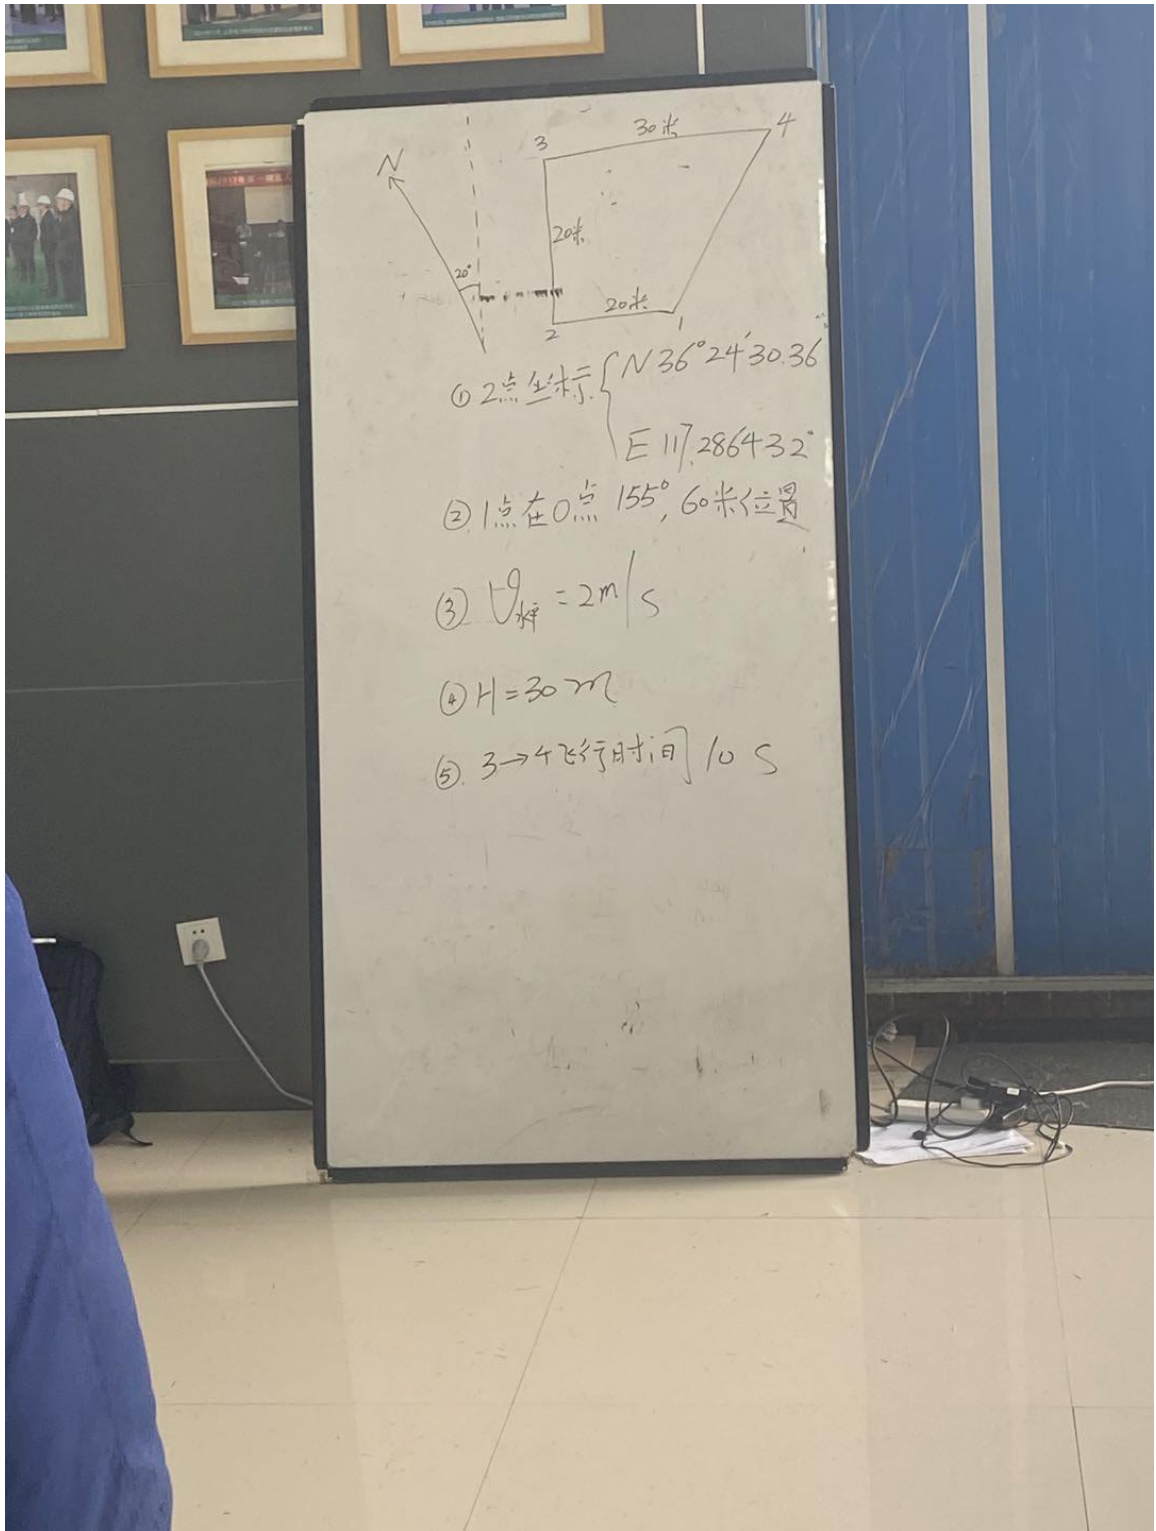 N
20°
3
30米
4
20米
20米
2
1
① 2点坐标 { N 36°24′30.36″
E 117.286432°
② 1点在0点 155°, 60米位置
③ V水平 = 2m/s
④ H=30m
⑤. 3→4飞行时间 10 S